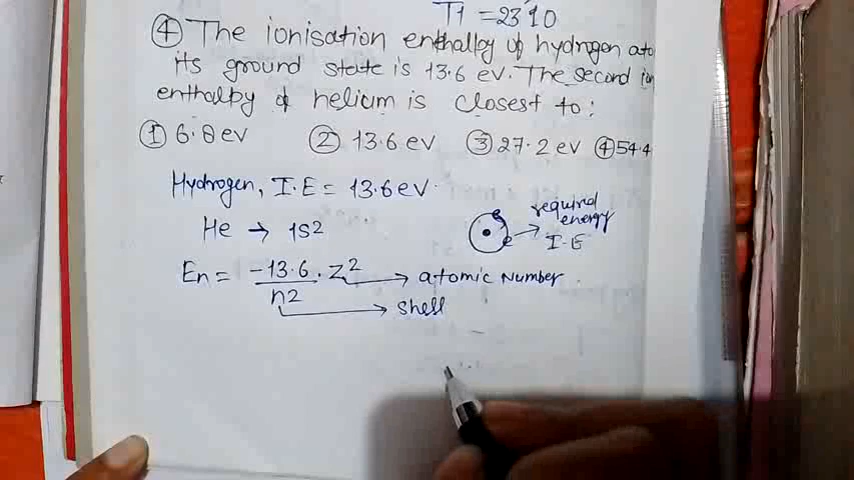 T1 = 2310
④ The ionisation enthalpy of hydrogen ato
its ground state is 13.6 eV. The second ion
enthalpy of helium is closest to:
① 6.8 eV ② 13.6 eV ③ 27.2 eV ④ 54.4
Hydrogen, I.E = 13.6 eV.
He → 1s2
e
e → required energy I.E
En = -13.6 . Z2 → atomic Number
n2 → shell